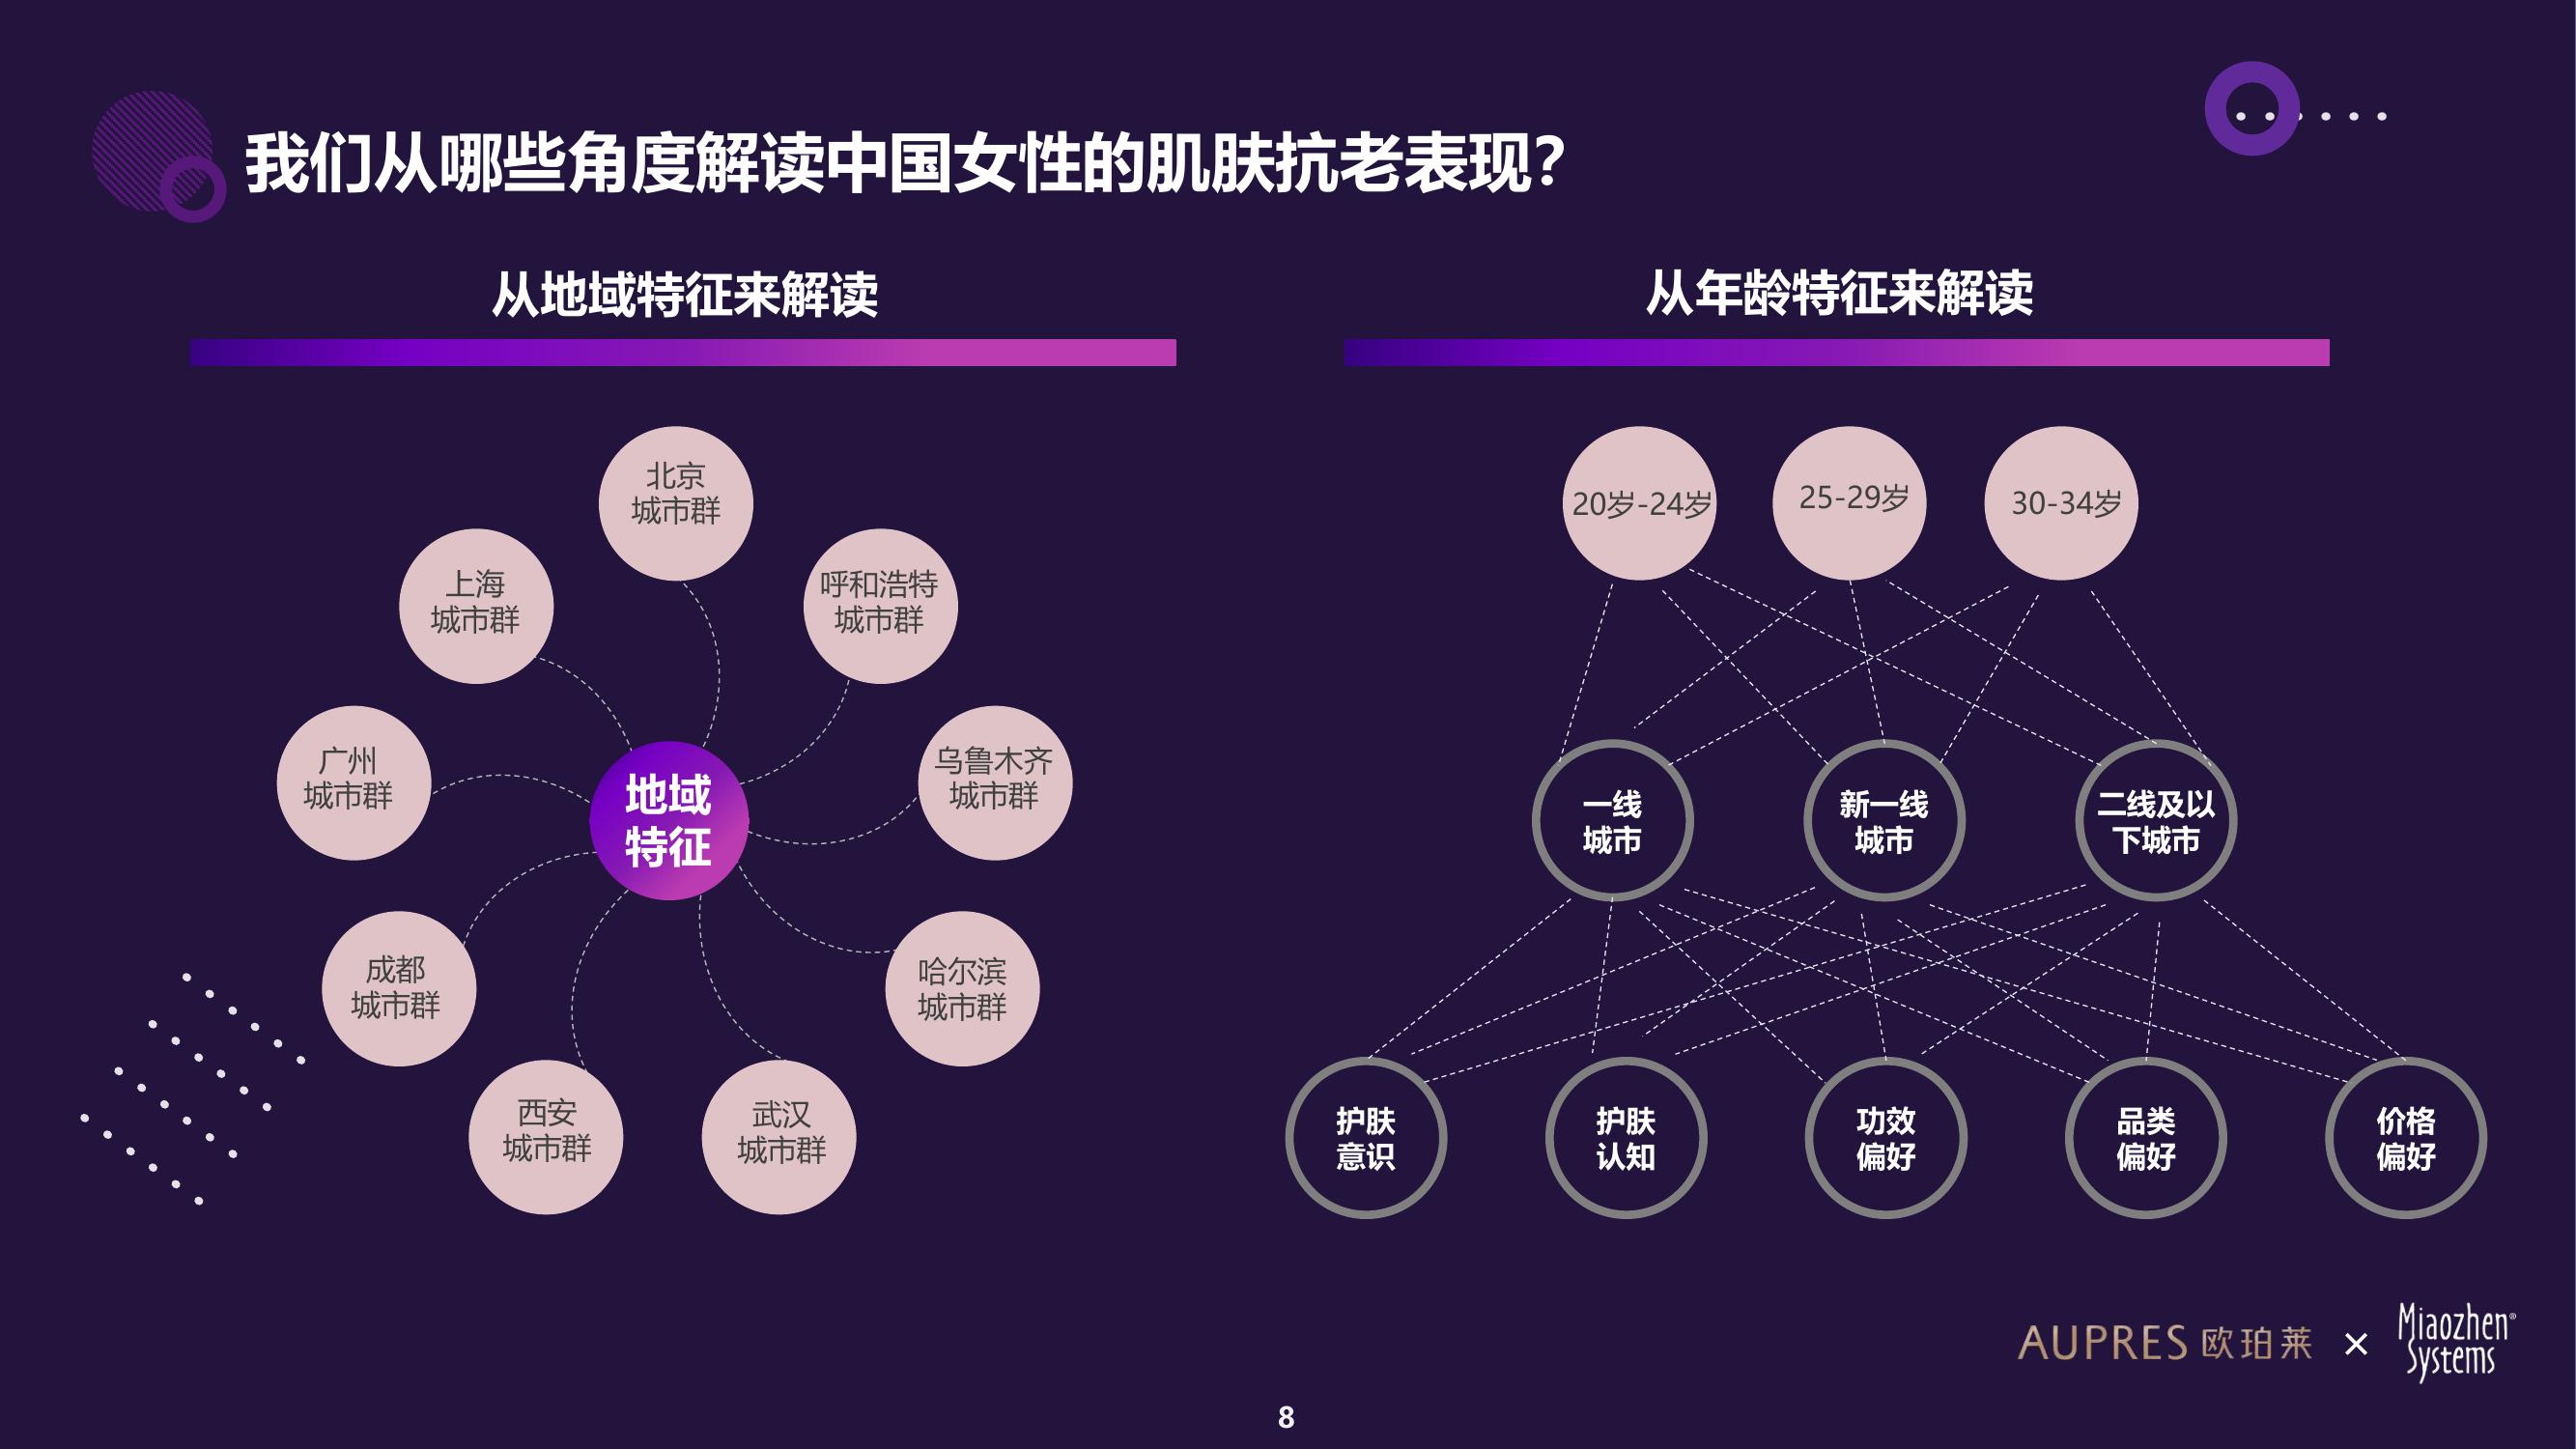 我们从哪些角度解读中国女性的肌肤抗老表现？
从地域特征来解读
北京
城市群
上海
城市群
呼和浩特
城市群
广州
城市群
乌鲁木齐
城市群
地域
特征
成都
城市群
哈尔滨
城市群
西安
城市群
武汉
城市群
从年龄特征来解读
20岁-24岁
25-29岁
30-34岁
一线
城市
新一线
城市
二线及以
下城市
护肤
意识
护肤
认知
功效
偏好
品类
偏好
价格
偏好
AUPRES 欧珀莱 × Miaozhen®
Systems
8